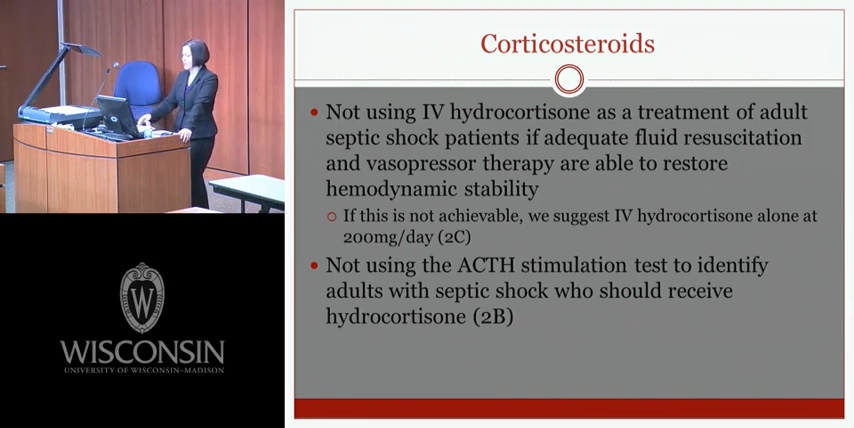 Corticosteroids
• Not using IV hydrocortisone as a treatment of adult
septic shock patients if adequate fluid resuscitation
and vasopressor therapy are able to restore
hemodynamic stability
○ If this is not achievable, we suggest IV hydrocortisone alone at
200mg/day (2C)
• Not using the ACTH stimulation test to identify
adults with septic shock who should receive
hydrocortisone (2B)
W
WISCONSIN
UNIVERSITY OF WISCONSIN–MADISON